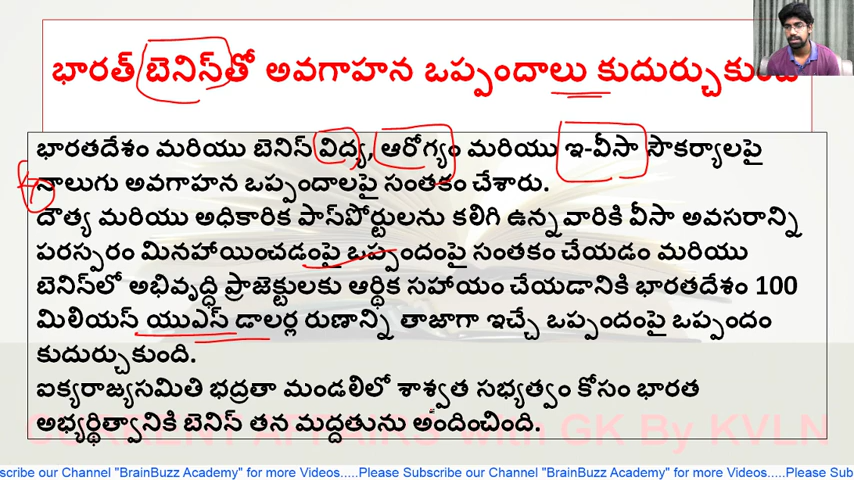 భారత్ బెనిన్‌తో అవగాహన ఒప్పందాలు కుదుర్చుకుంది
భారతదేశం మరియు బెనిన్ విద్య, ఆరోగ్యం మరియు ఇ-వీసా సౌకర్యాలపై
నాలుగు అవగాహన ఒప్పందాలపై సంతకం చేశారు.
దౌత్య మరియు అధికారిక పాస్‌పోర్టులను కలిగి ఉన్న వారికి వీసా అవసరాన్ని
పరస్పరం మినహాయించడంపై ఒప్పందంపై సంతకం చేయడం మరియు
బెనిన్‌లో అభివృద్ధి ప్రాజెక్టులకు ఆర్థిక సహాయం చేయడానికి భారతదేశం 100
మిలియన్ యుఎస్ డాలర్ల రుణాన్ని తాజాగా ఇచ్చే ఒప్పందంపై ఒప్పందం
కుదుర్చుకుంది.
ఐక్యరాజ్యసమితి భద్రతా మండలిలో శాశ్వత సభ్యత్వం కోసం భారత
అభ్యర్థిత్వానికి బెనిన్ తన మద్దతును అందించింది.
CURRENT AFFAIRS with GK By KVLN
scribe our Channel "BrainBuzz Academy" for more Videos.....Please Subscribe our Channel "BrainBuzz Academy" for more Videos.....Please Sub